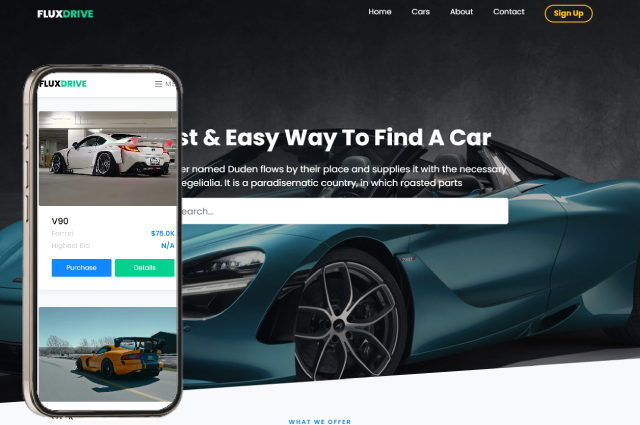 FLUXDRIVE
Home Cars About Contact Sign Up
FLUXDRIVE
st & Easy Way To Find A Car
er named Duden flows by their place and supplies it with the necessary
egelialia. It is a paradisematic country, in which roasted parts
earch...
V90
Ferrari $75.0K
Highest Bid: N/A
Purchase Details
WHAT WE OFFER